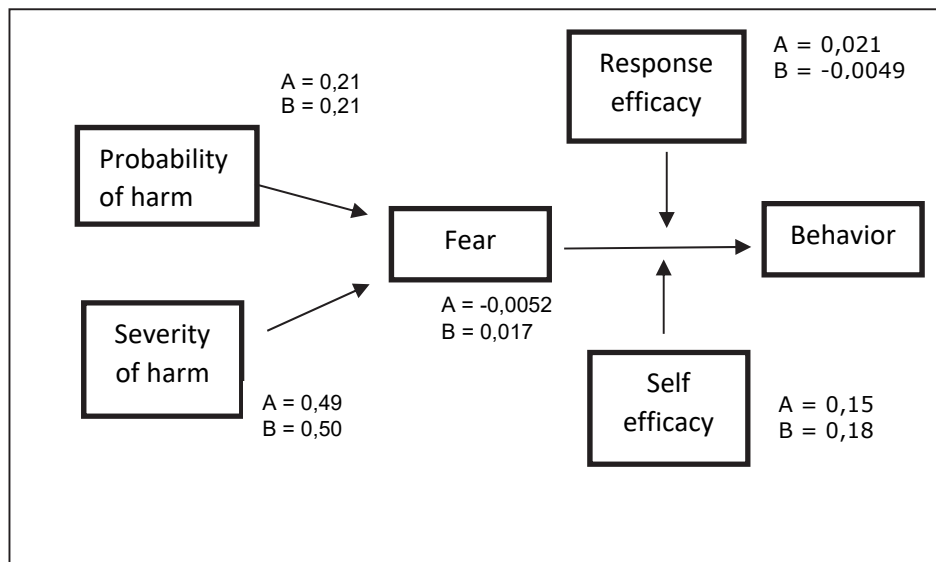 A = 0,21
B = 0,21
Probability
of harm
Response
efficacy
A = 0,021
B = -0,0049
Fear
A = -0,0052
B = 0,017
Behavior
Severity
of harm
A = 0,49
B = 0,50
Self
efficacy
A = 0,15
B = 0,18